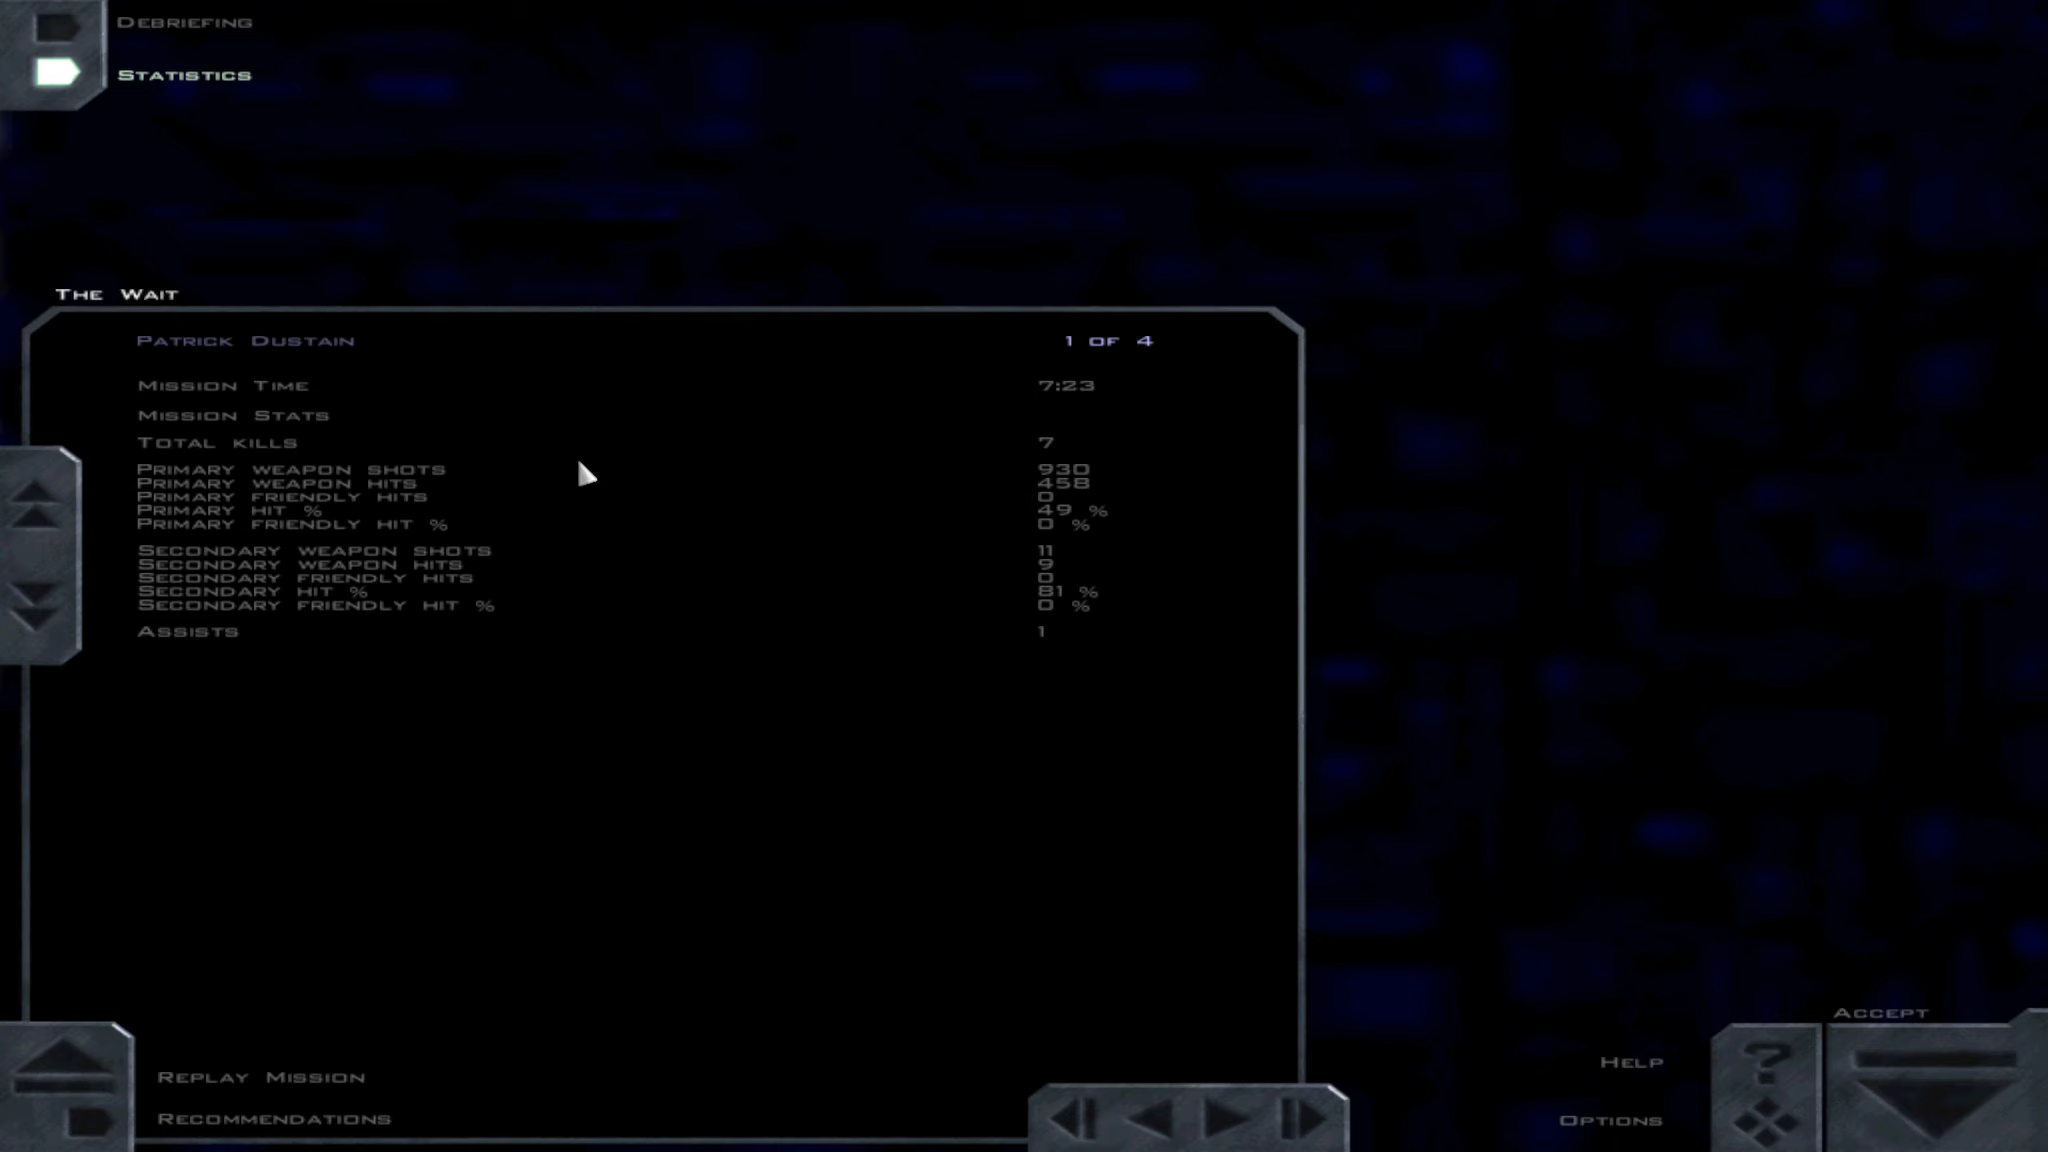 Debriefing
Statistics
The Wait
Patrick Dustain 1 of 4
Mission Time 7:23
Mission Stats
Total kills 7
Primary weapon shots 930
Primary weapon hits 458
Primary friendly hits 0
Primary hit % 49 %
Primary friendly hit % 0 %
Secondary weapon shots 11
Secondary weapon hits 9
Secondary friendly hits 0
Secondary hit % 81 %
Secondary friendly hit % 0 %
Assists 1
Accept
Help
?
Replay Mission
Recommendations
Options